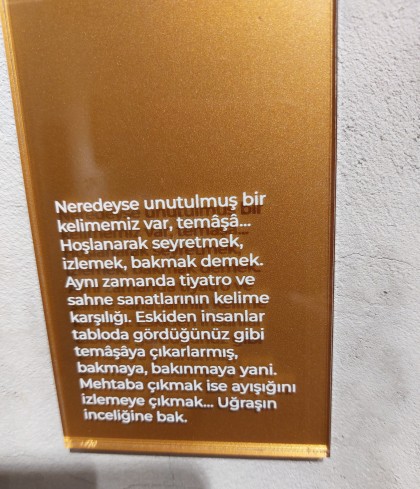 Neredeyse unutulmuş bir
kelimemiz var, temâşâ...
Hoşlanarak seyretmek,
izlemek, bakmak demek.
Aynı zamanda tiyatro ve
sahne sanatlarının kelime
karşılığı. Eskiden insanlar
tabloda gördüğünüz gibi
temâşâya çıkarlarmış,
bakmaya, bakınmaya yani.
Mehtaba çıkmak ise ayışığını
izlemeye çıkmak... Uğraşın
inceliğine bak.